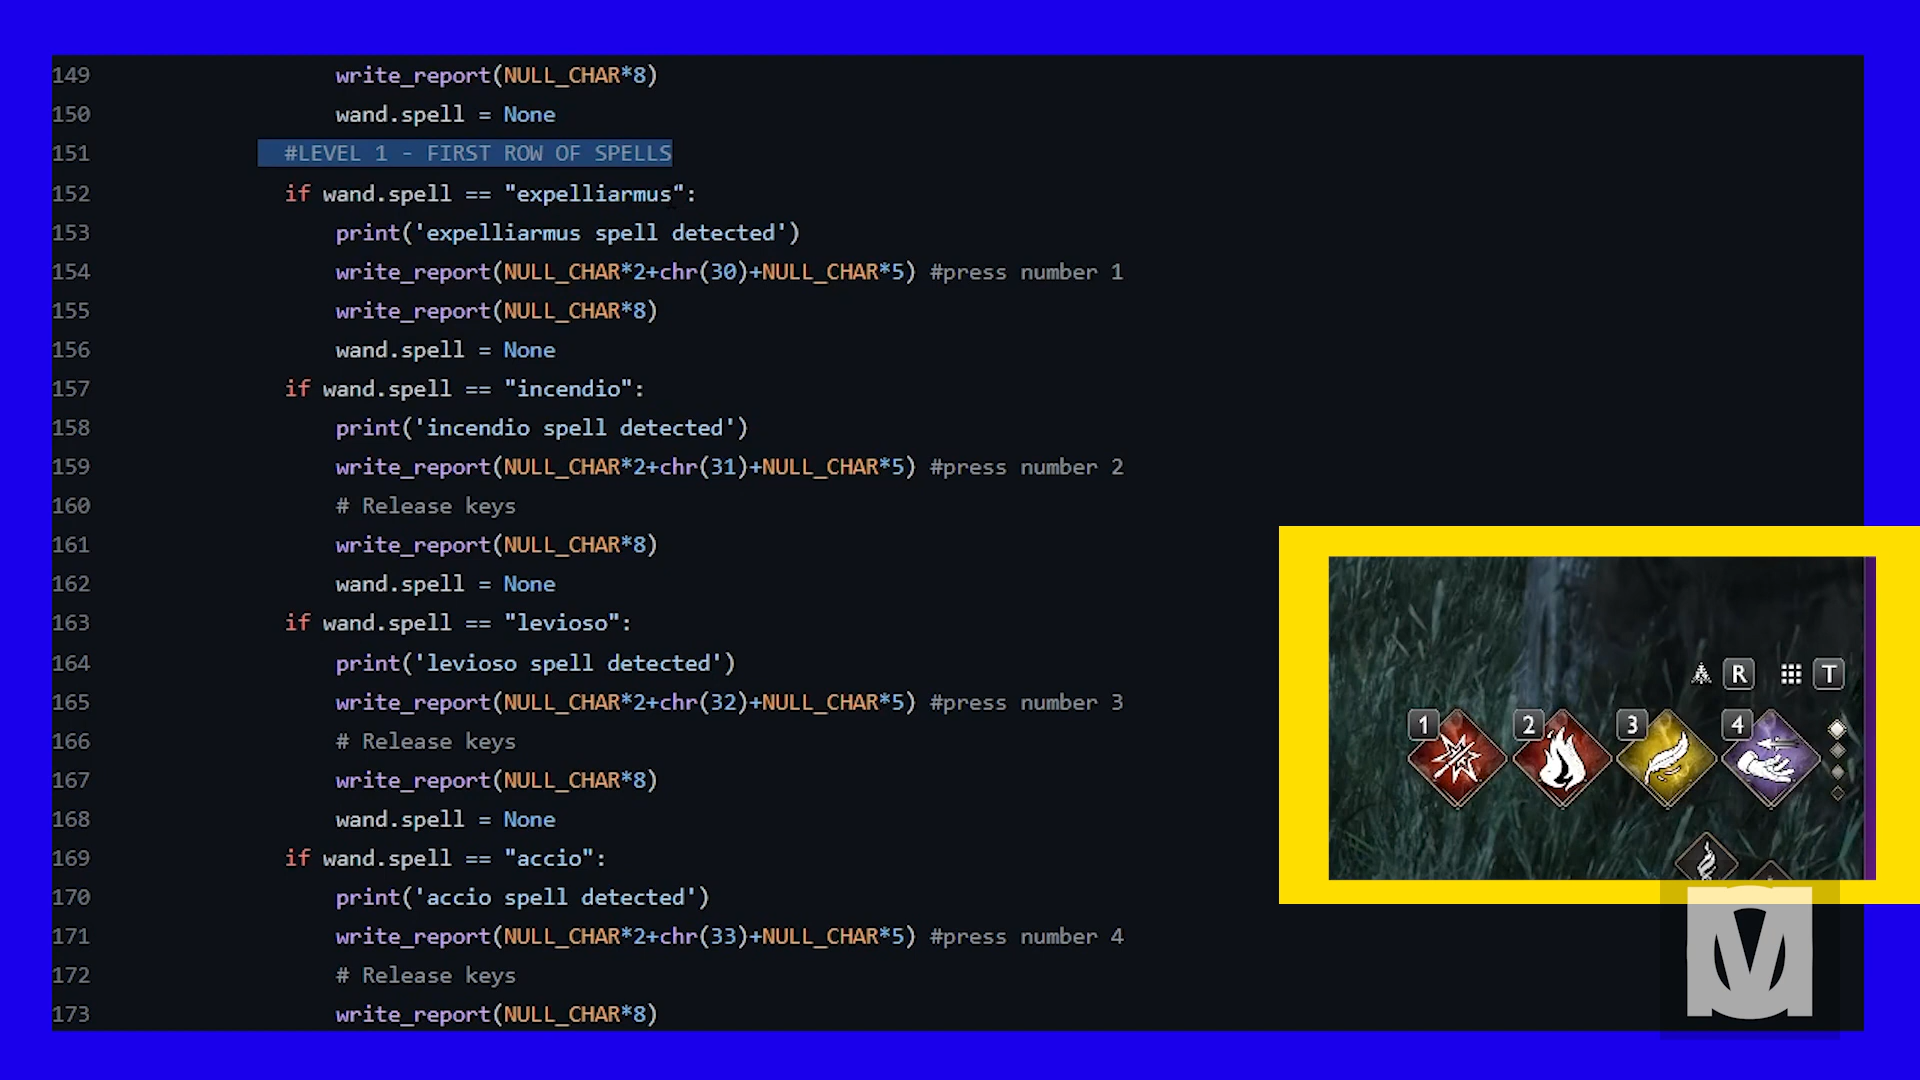 149 write_report(NULL_CHAR*8)
150 wand.spell = None
151 #LEVEL 1 - FIRST ROW OF SPELLS
152 if wand.spell == "expelliarmus":
153 print('expelliarmus spell detected')
154 write_report(NULL_CHAR*2+chr(30)+NULL_CHAR*5) #press number 1
155 write_report(NULL_CHAR*8)
156 wand.spell = None
157 if wand.spell == "incendio":
158 print('incendio spell detected')
159 write_report(NULL_CHAR*2+chr(31)+NULL_CHAR*5) #press number 2
160 # Release keys
161 write_report(NULL_CHAR*8)
162 wand.spell = None
163 if wand.spell == "levioso":
164 print('levioso spell detected')
165 write_report(NULL_CHAR*2+chr(32)+NULL_CHAR*5) #press number 3
166 # Release keys
167 write_report(NULL_CHAR*8)
168 wand.spell = None
169 if wand.spell == "accio":
170 print('accio spell detected')
171 write_report(NULL_CHAR*2+chr(33)+NULL_CHAR*5) #press number 4
172 # Release keys
173 write_report(NULL_CHAR*8)
R T
1 2 3 4